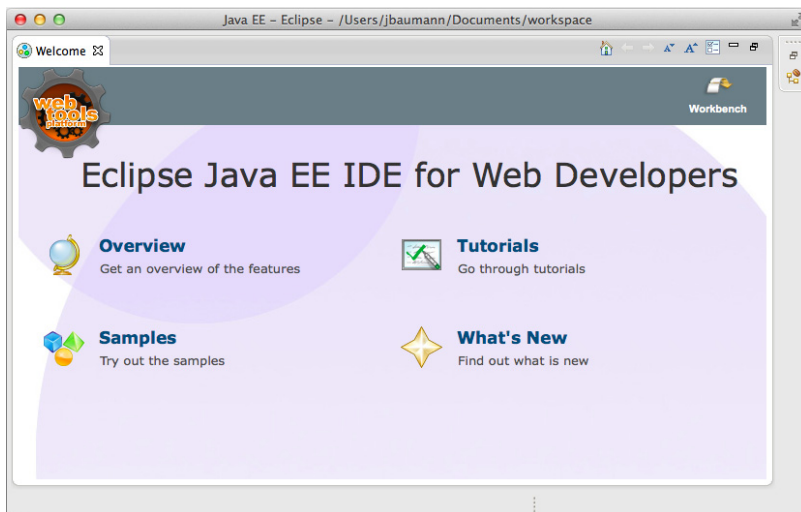 Java EE – Eclipse – /Users/jbaumann/Documents/workspace
Welcome
web
tools
platform
Workbench
Eclipse Java EE IDE for Web Developers
Overview
Get an overview of the features
Tutorials
Go through tutorials
Samples
Try out the samples
What's New
Find out what is new